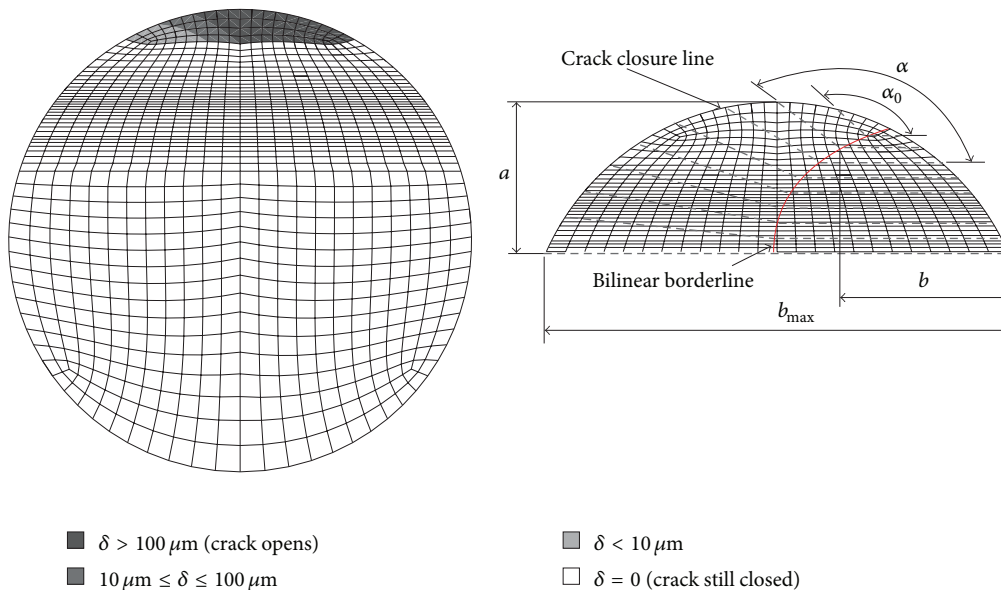 Crack closure line
α
α₀
a
Bilinear borderline
b
b_max
δ > 100 μm (crack opens)
10 μm ≤ δ ≤ 100 μm
δ < 10 μm
δ = 0 (crack still closed)